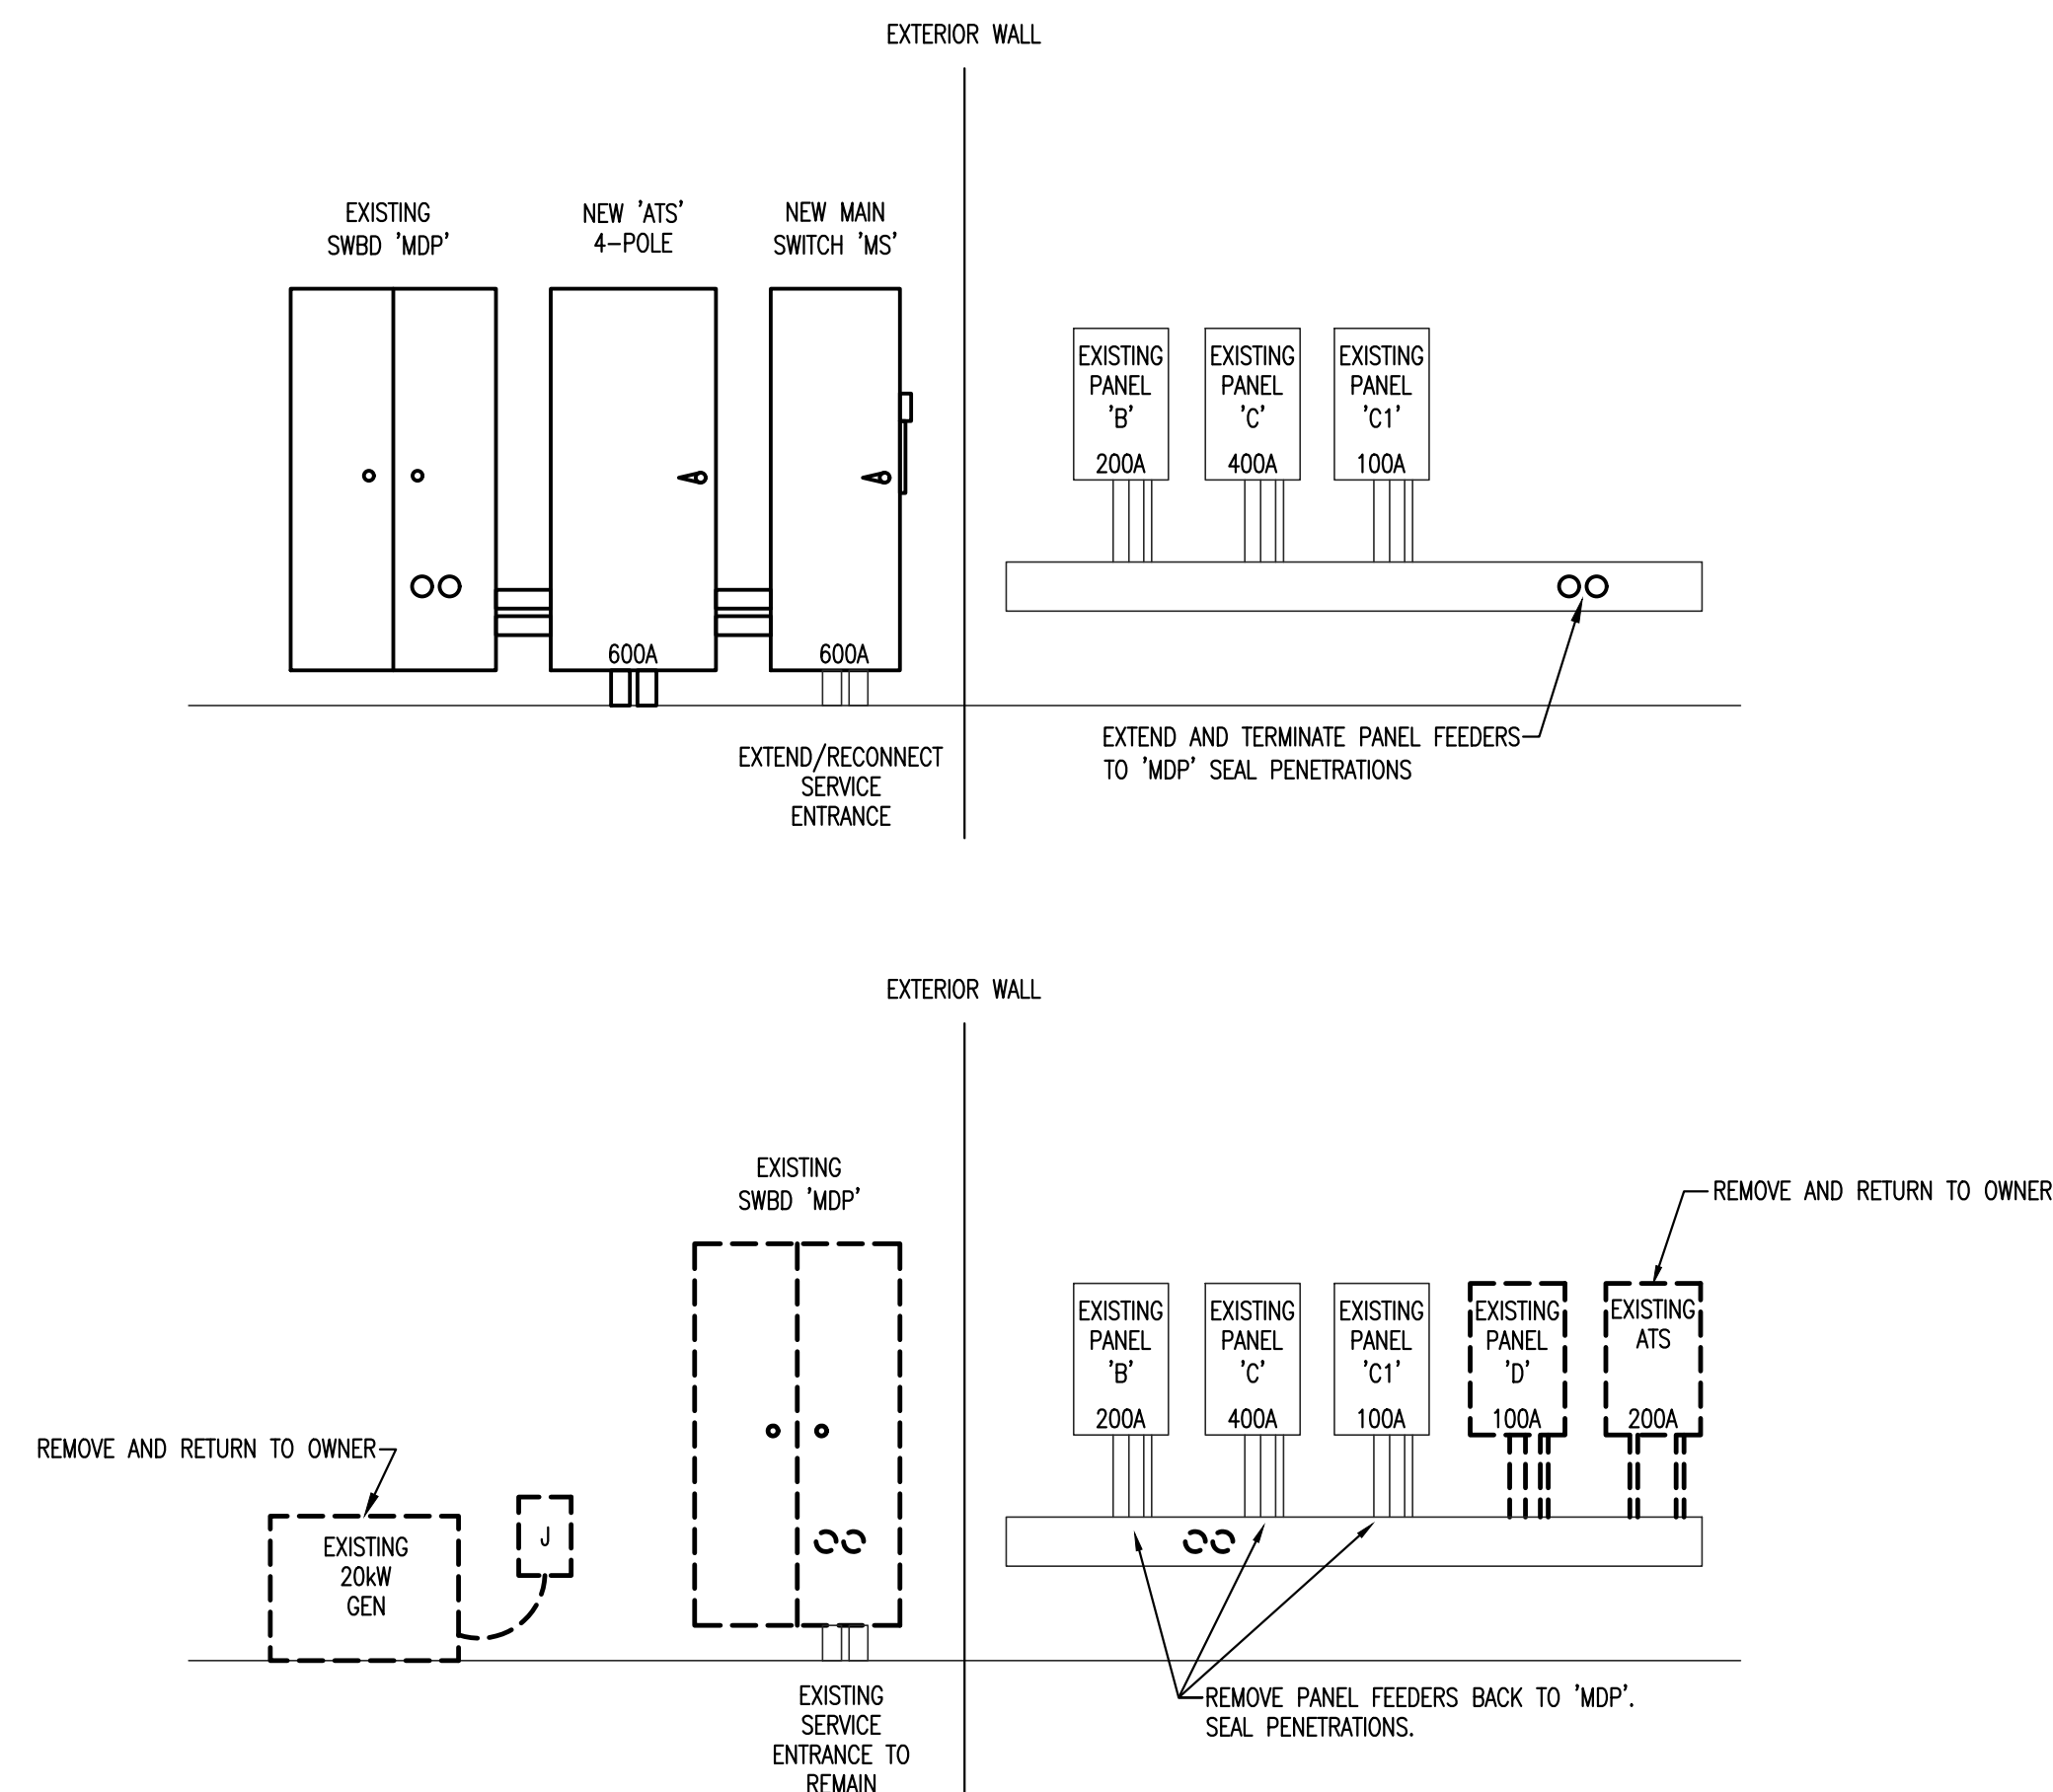 EXTERIOR WALL
EXISTING
SWBD 'MDP'
NEW 'ATS'
4-POLE
NEW MAIN
SWITCH 'MS'
EXISTING
PANEL
'B'
200A
EXISTING
PANEL
'C'
400A
EXISTING
PANEL
'C1'
100A
600A
600A
EXTEND/RECONNECT
SERVICE
ENTRANCE
EXTEND AND TERMINATE PANEL FEEDERS
TO 'MDP' SEAL PENETRATIONS
EXTERIOR WALL
EXISTING
SWBD 'MDP'
REMOVE AND RETURN TO OWNER
EXISTING
PANEL
'B'
200A
EXISTING
PANEL
'C'
400A
EXISTING
PANEL
'C1'
100A
EXISTING
PANEL
'D'
100A
EXISTING
ATS
200A
REMOVE AND RETURN TO OWNER
EXISTING
20kW
GEN
J
EXISTING
SERVICE
ENTRANCE TO
REMAIN
REMOVE PANEL FEEDERS BACK TO 'MDP'.
SEAL PENETRATIONS.